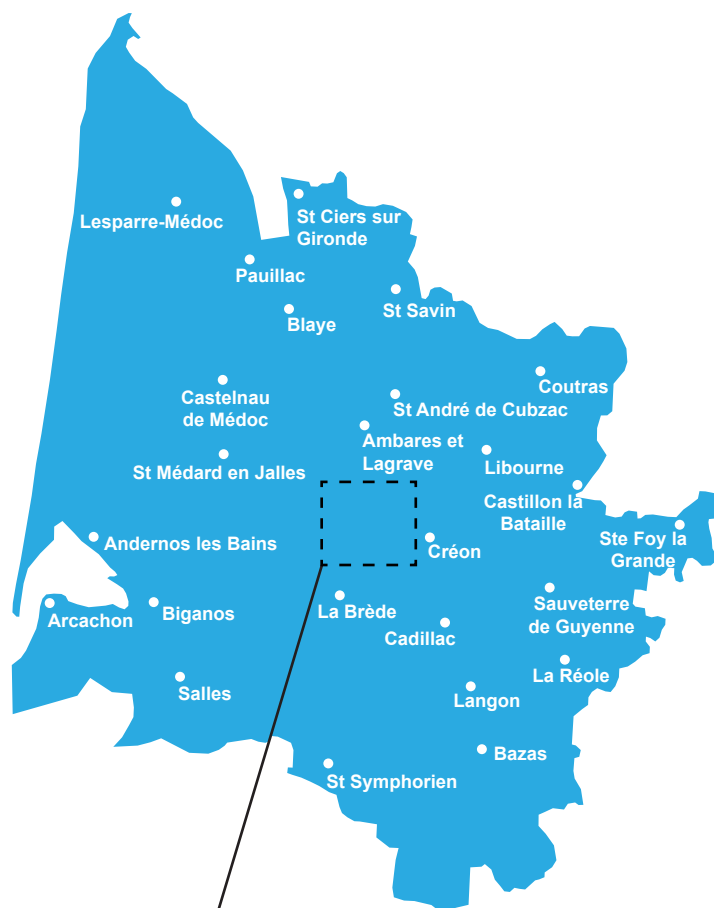 Lesparre-Médoc
St Ciers sur
Gironde
Pauillac
Blaye
St Savin
Castelnau
de Médoc
Coutras
St André de Cubzac
Ambares et
Lagrave
St Médard en Jalles
Libourne
Castillon la
Bataille
Ste Foy la
Grande
Andernos les Bains
Créon
Arcachon
Biganos
La Brède
Sauveterre
de Guyenne
Cadillac
La Réole
Salles
Langon
Bazas
St Symphorien